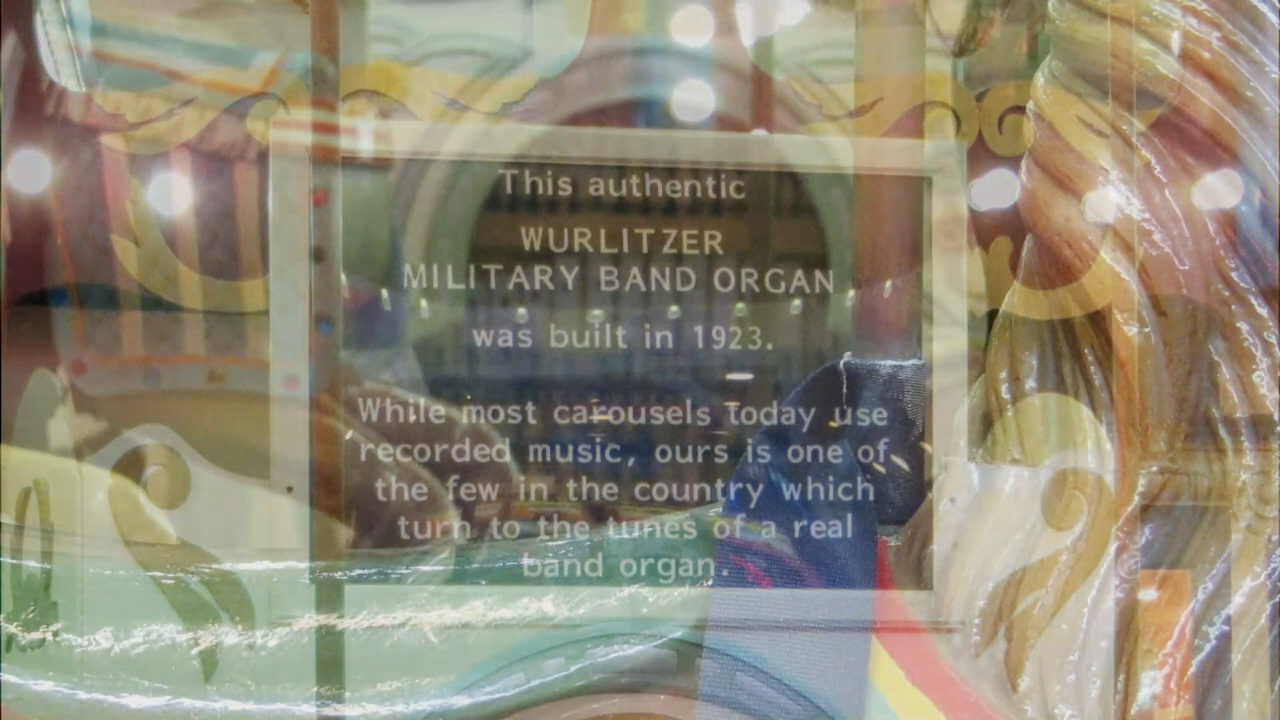 This authentic
WURLITZER
MILITARY BAND ORGAN
was built in 1923.
While most carousels today use
recorded music, ours is one of
the few in the country which
turn to the tunes of a real
band organ.